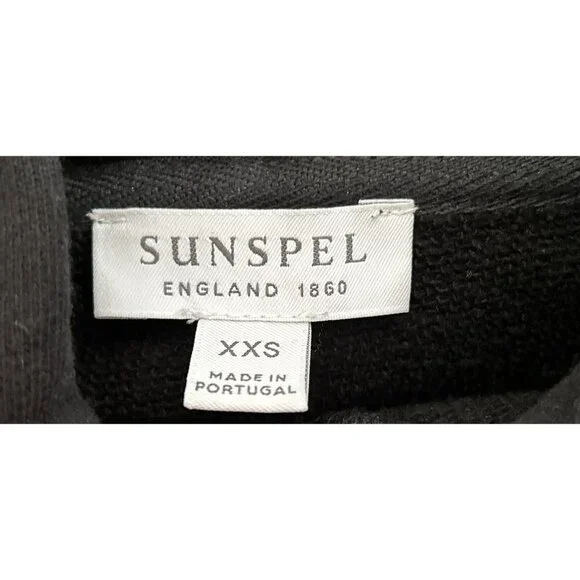 SUNSPEL
ENGLAND 1860
XXS
MADE IN
PORTUGAL